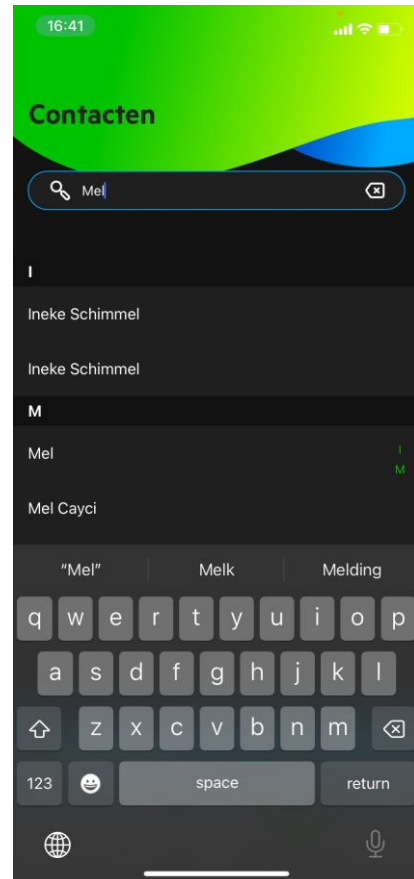 16:41
Contacten
Mel
I
Ineke Schimmel
Ineke Schimmel
M
Mel
I
M
Mel Cayci
“Mel” Melk Melding
q w e r t y u i o p
a s d f g h j k l
z x c v b n m
123 space return